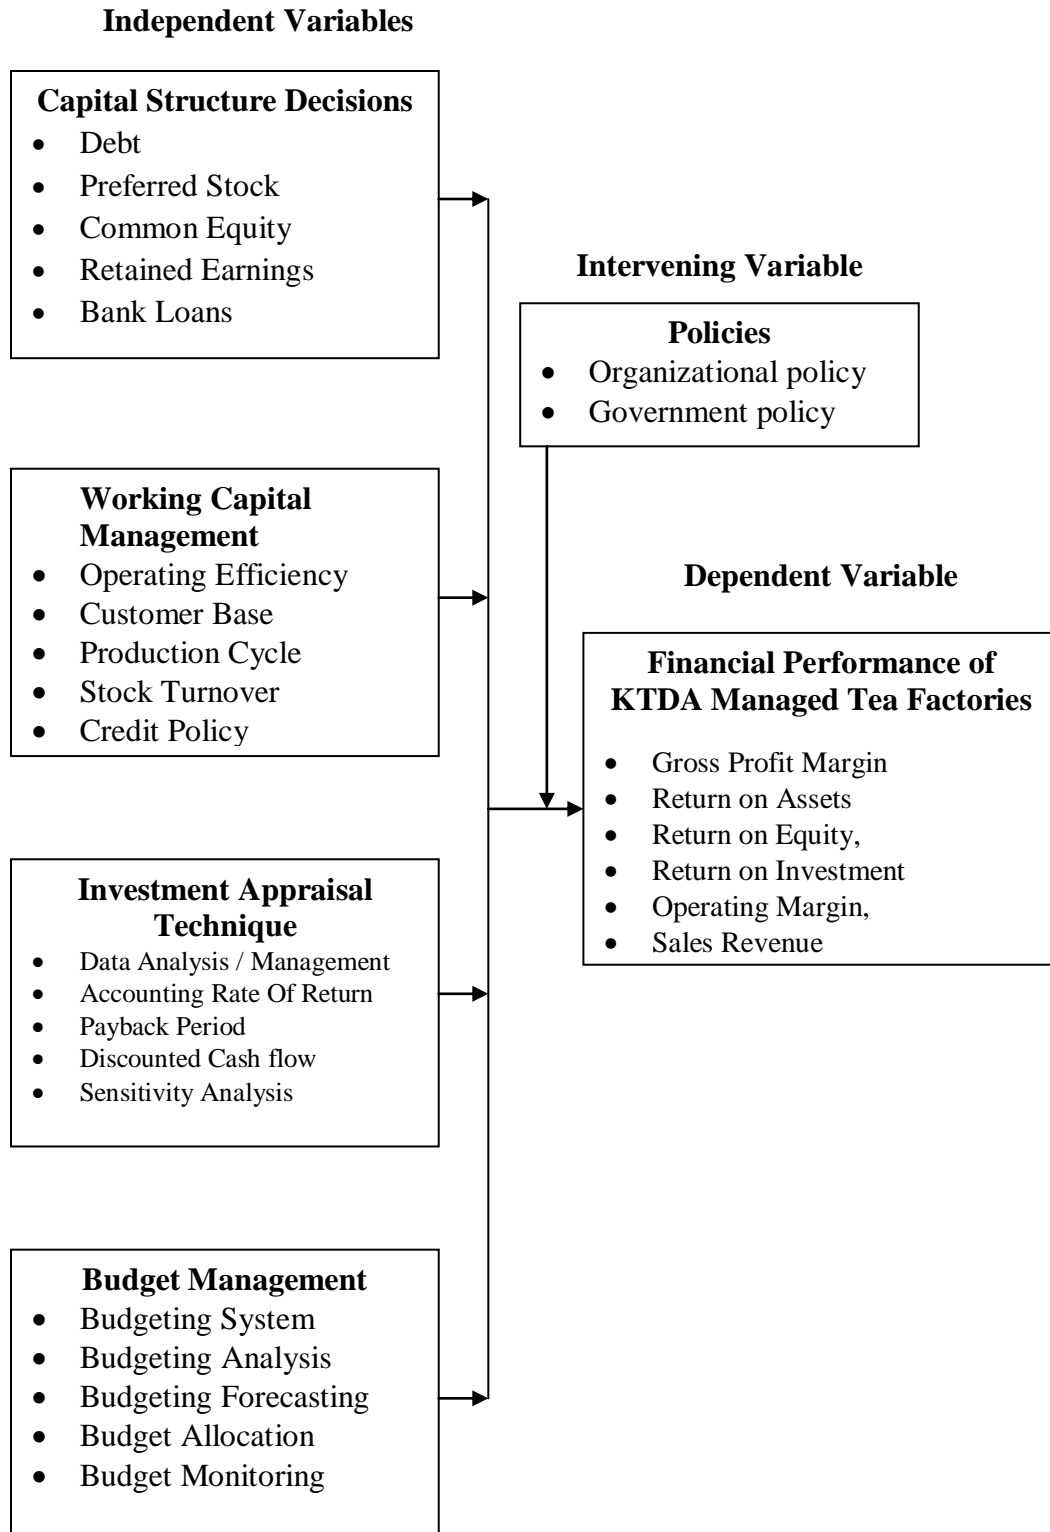 Independent Variables
Capital Structure Decisions
• Debt
• Preferred Stock
• Common Equity
• Retained Earnings
• Bank Loans
Intervening Variable
Policies
• Organizational policy
• Government policy
Working Capital
Management
• Operating Efficiency
• Customer Base
• Production Cycle
• Stock Turnover
• Credit Policy
Dependent Variable
Financial Performance of
KTDA Managed Tea Factories
• Gross Profit Margin
• Return on Assets
• Return on Equity,
• Return on Investment
• Operating Margin,
• Sales Revenue
Investment Appraisal
Technique
• Data Analysis / Management
• Accounting Rate Of Return
• Payback Period
• Discounted Cash flow
• Sensitivity Analysis
Budget Management
• Budgeting System
• Budgeting Analysis
• Budgeting Forecasting
• Budget Allocation
• Budget Monitoring